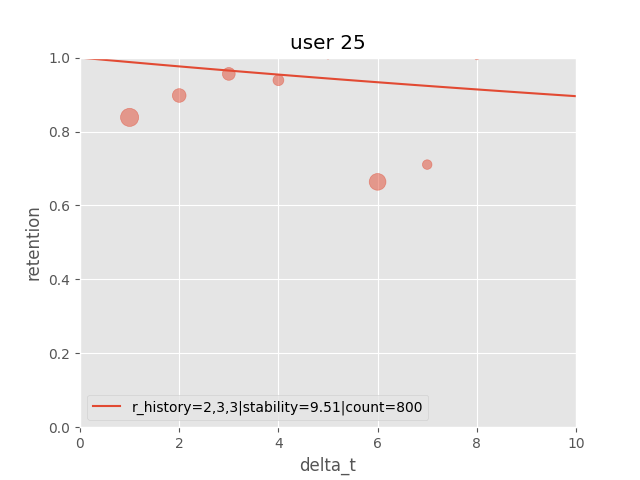 user 25
1.0
0.8
0.6
0.4
0.2
0.0
retention
r_history=2,3,3|stability=9.51|count=800
0 2 4 6 8 10
delta_t